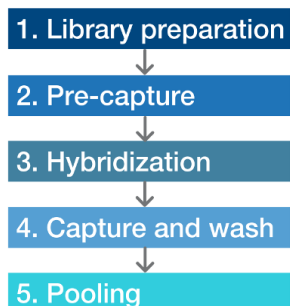 1. Library preparation
2. Pre-capture
3. Hybridization
4. Capture and wash
5. Pooling